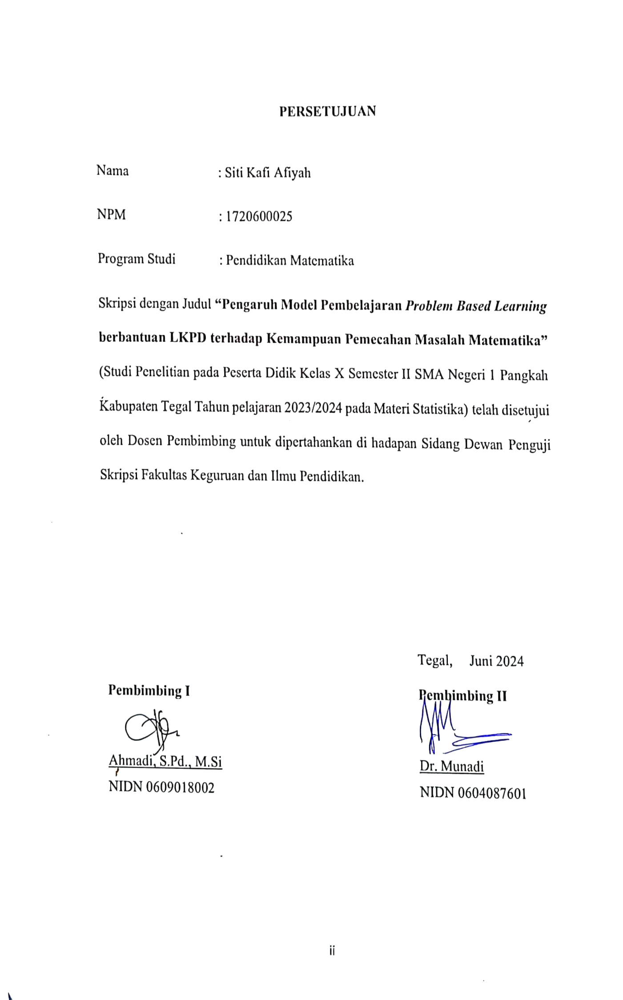 PERSETUJUAN
Nama : Siti Kafi Afiyah
NPM : 1720600025
Program Studi : Pendidikan Matematika
Skripsi dengan Judul “Pengaruh Model Pembelajaran Problem Based Learning
berbantuan LKPD terhadap Kemampuan Pemecahan Masalah Matematika”
(Studi Penelitian pada Peserta Didik Kelas X Semester II SMA Negeri 1 Pangkah
Kabupaten Tegal Tahun pelajaran 2023/2024 pada Materi Statistika) telah disetujui
oleh Dosen Pembimbing untuk dipertahankan di hadapan Sidang Dewan Penguji
Skripsi Fakultas Keguruan dan Ilmu Pendidikan.
Tegal, Juni 2024
Pembimbing I
Ahmadi, S.Pd., M.Si
NIDN 0609018002
Pembimbing II
Dr. Munadi
NIDN 0604087601
ii